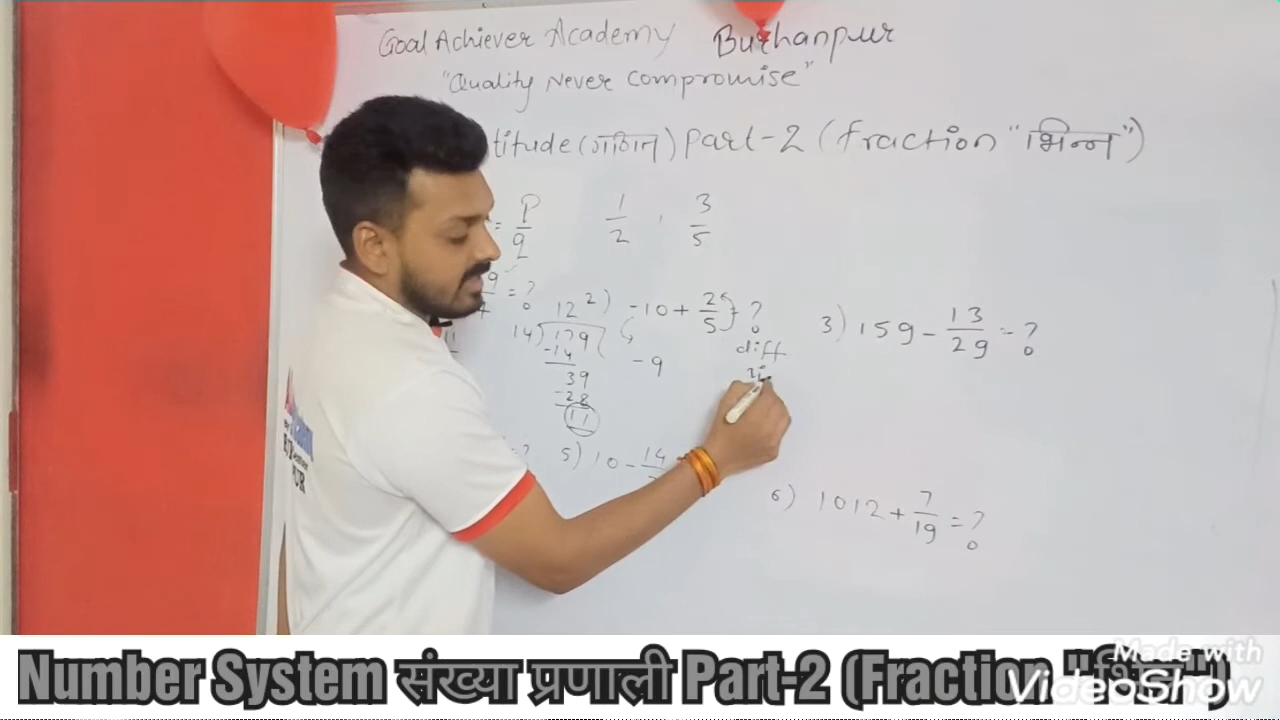 Goal Achiever Academy Burhanpur
"Quality Never Compromise"
titude (गणित) Part-2 (fraction "भिन्न")
= P/q 1/2 , 3/5
= ? 2) -10 + 2/5 = ? 3) 159 - 13/29 = ?
12
14) 179
-14
39
-28
11
-9
diff
5) 10 - 14
6) 1012 + 7/19 = ?
Number System संख्या प्रणाली Part-2 (Fraction "भिन्न")
Made with
VideoShow